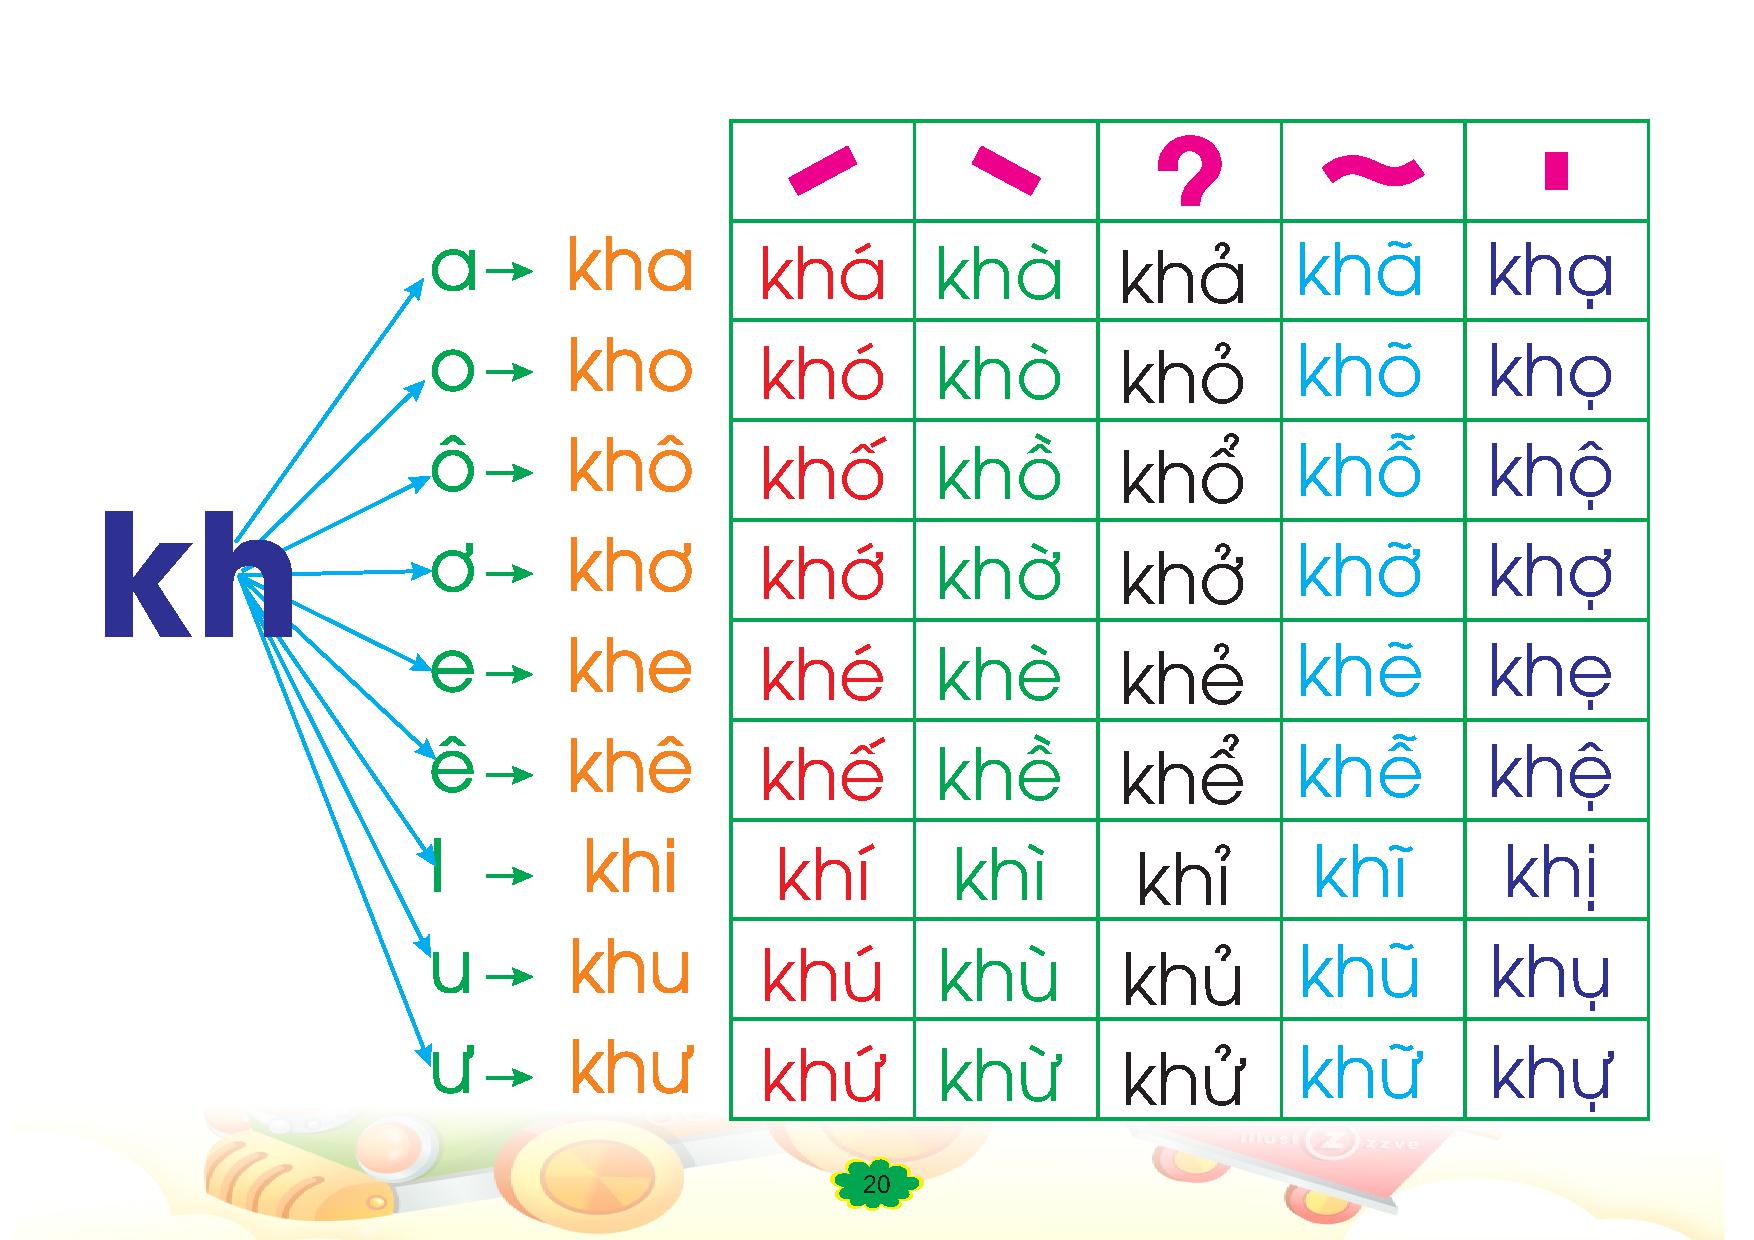 ´ ` ? ~ .
a → kha khá khà khả khã khạ
o → kho khó khò khỏ khõ khọ
ô → khô khố khồ khổ khỗ khộ
kh
ơ → khơ khớ khờ khở khỡ khợ
e → khe khé khè khẻ khẽ khẹ
ê → khê khế khề khể khễ khệ
I → khi khí khì khỉ khĩ khị
u → khu khú khù khủ khũ khụ
ư → khư khứ khừ khử khữ khự
20